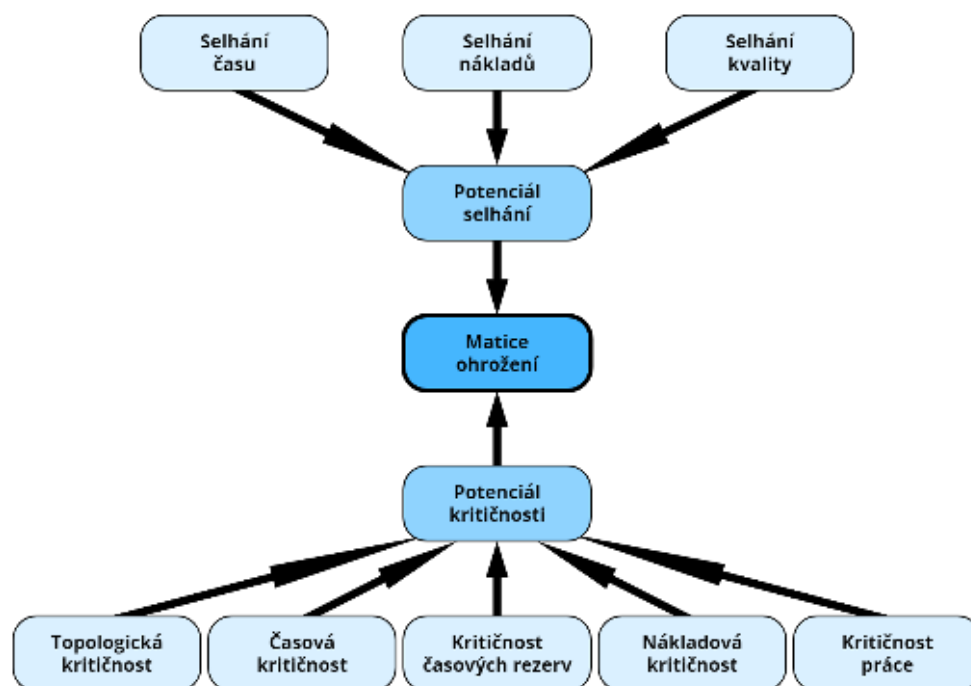 Selhání
času
Selhání
nákladů
Selhání
kvality
Potenciál
selhání
Matice
ohrožení
Potenciál
kritičnosti
Topologická
kritičnost
Časová
kritičnost
Kritičnost
časových rezerv
Nákladová
kritičnost
Kritičnost
práce